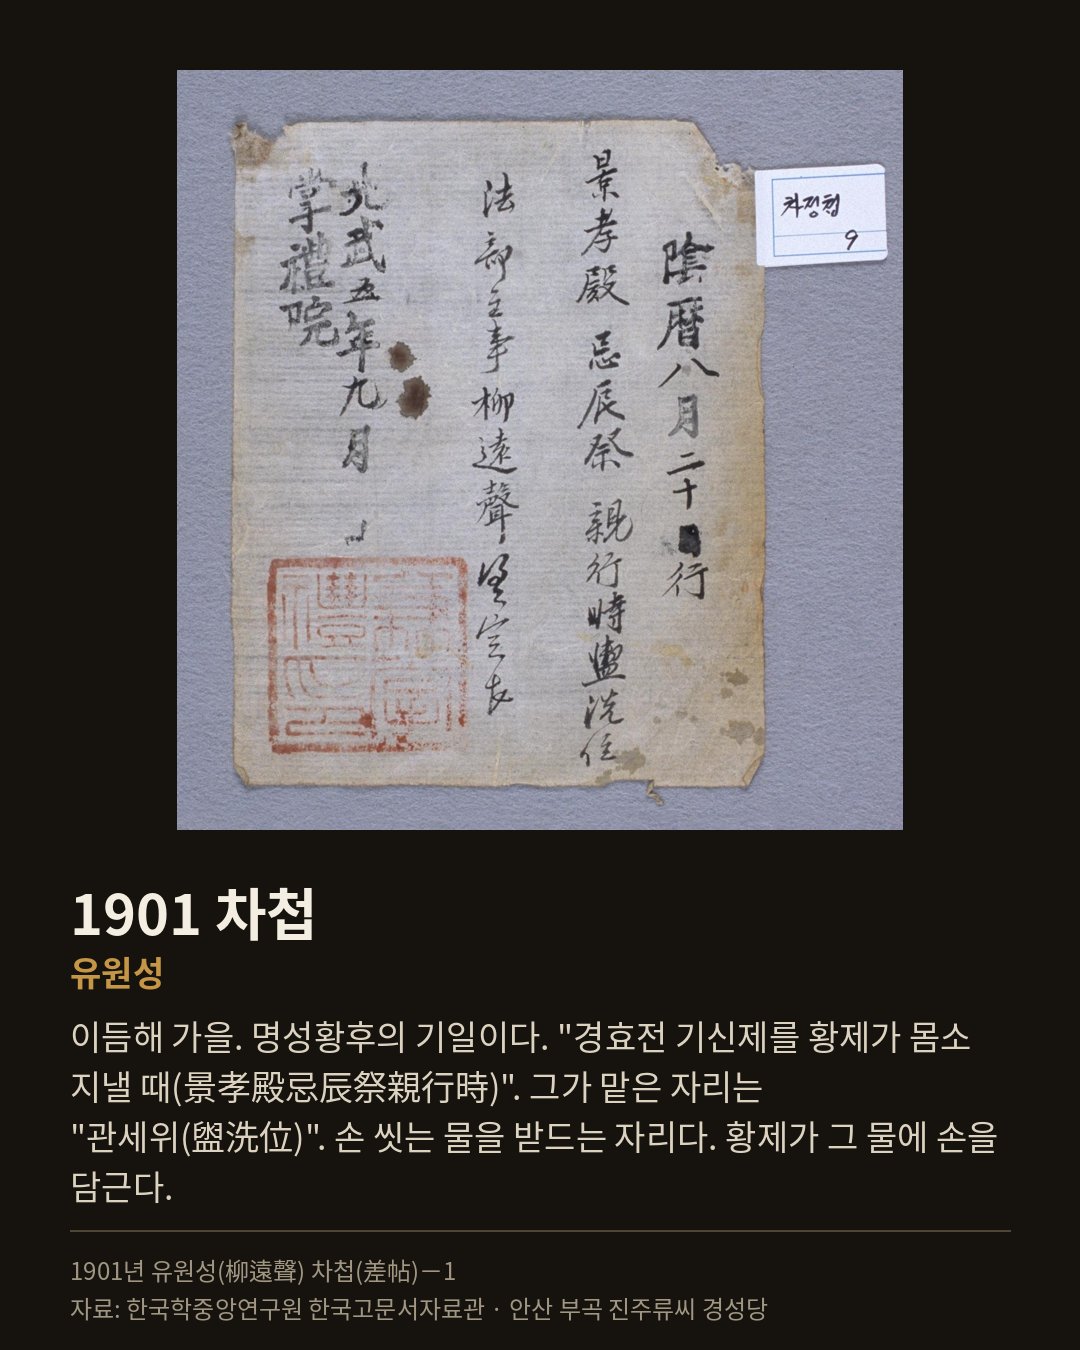 陰曆八月二十日行
景孝殿 忌辰祭 親行時盥洗位
法部主事柳遠聲
光武五年九月 日
掌禮院
차정첩
9
1901 차첩
유원성
이듬해 가을. 명성황후의 기일이다. "경효전 기신제를 황제가 몸소
지낼 때(景孝殿忌辰祭親行時)". 그가 맡은 자리는
"관세위(盥洗位)". 손 씻는 물을 받드는 자리다. 황제가 그 물에 손을
담근다.
1901년 유원성(柳遠聲) 차첩(差帖)－1
자료: 한국학중앙연구원 한국고문서자료관 · 안산 부곡 진주류씨 경성당